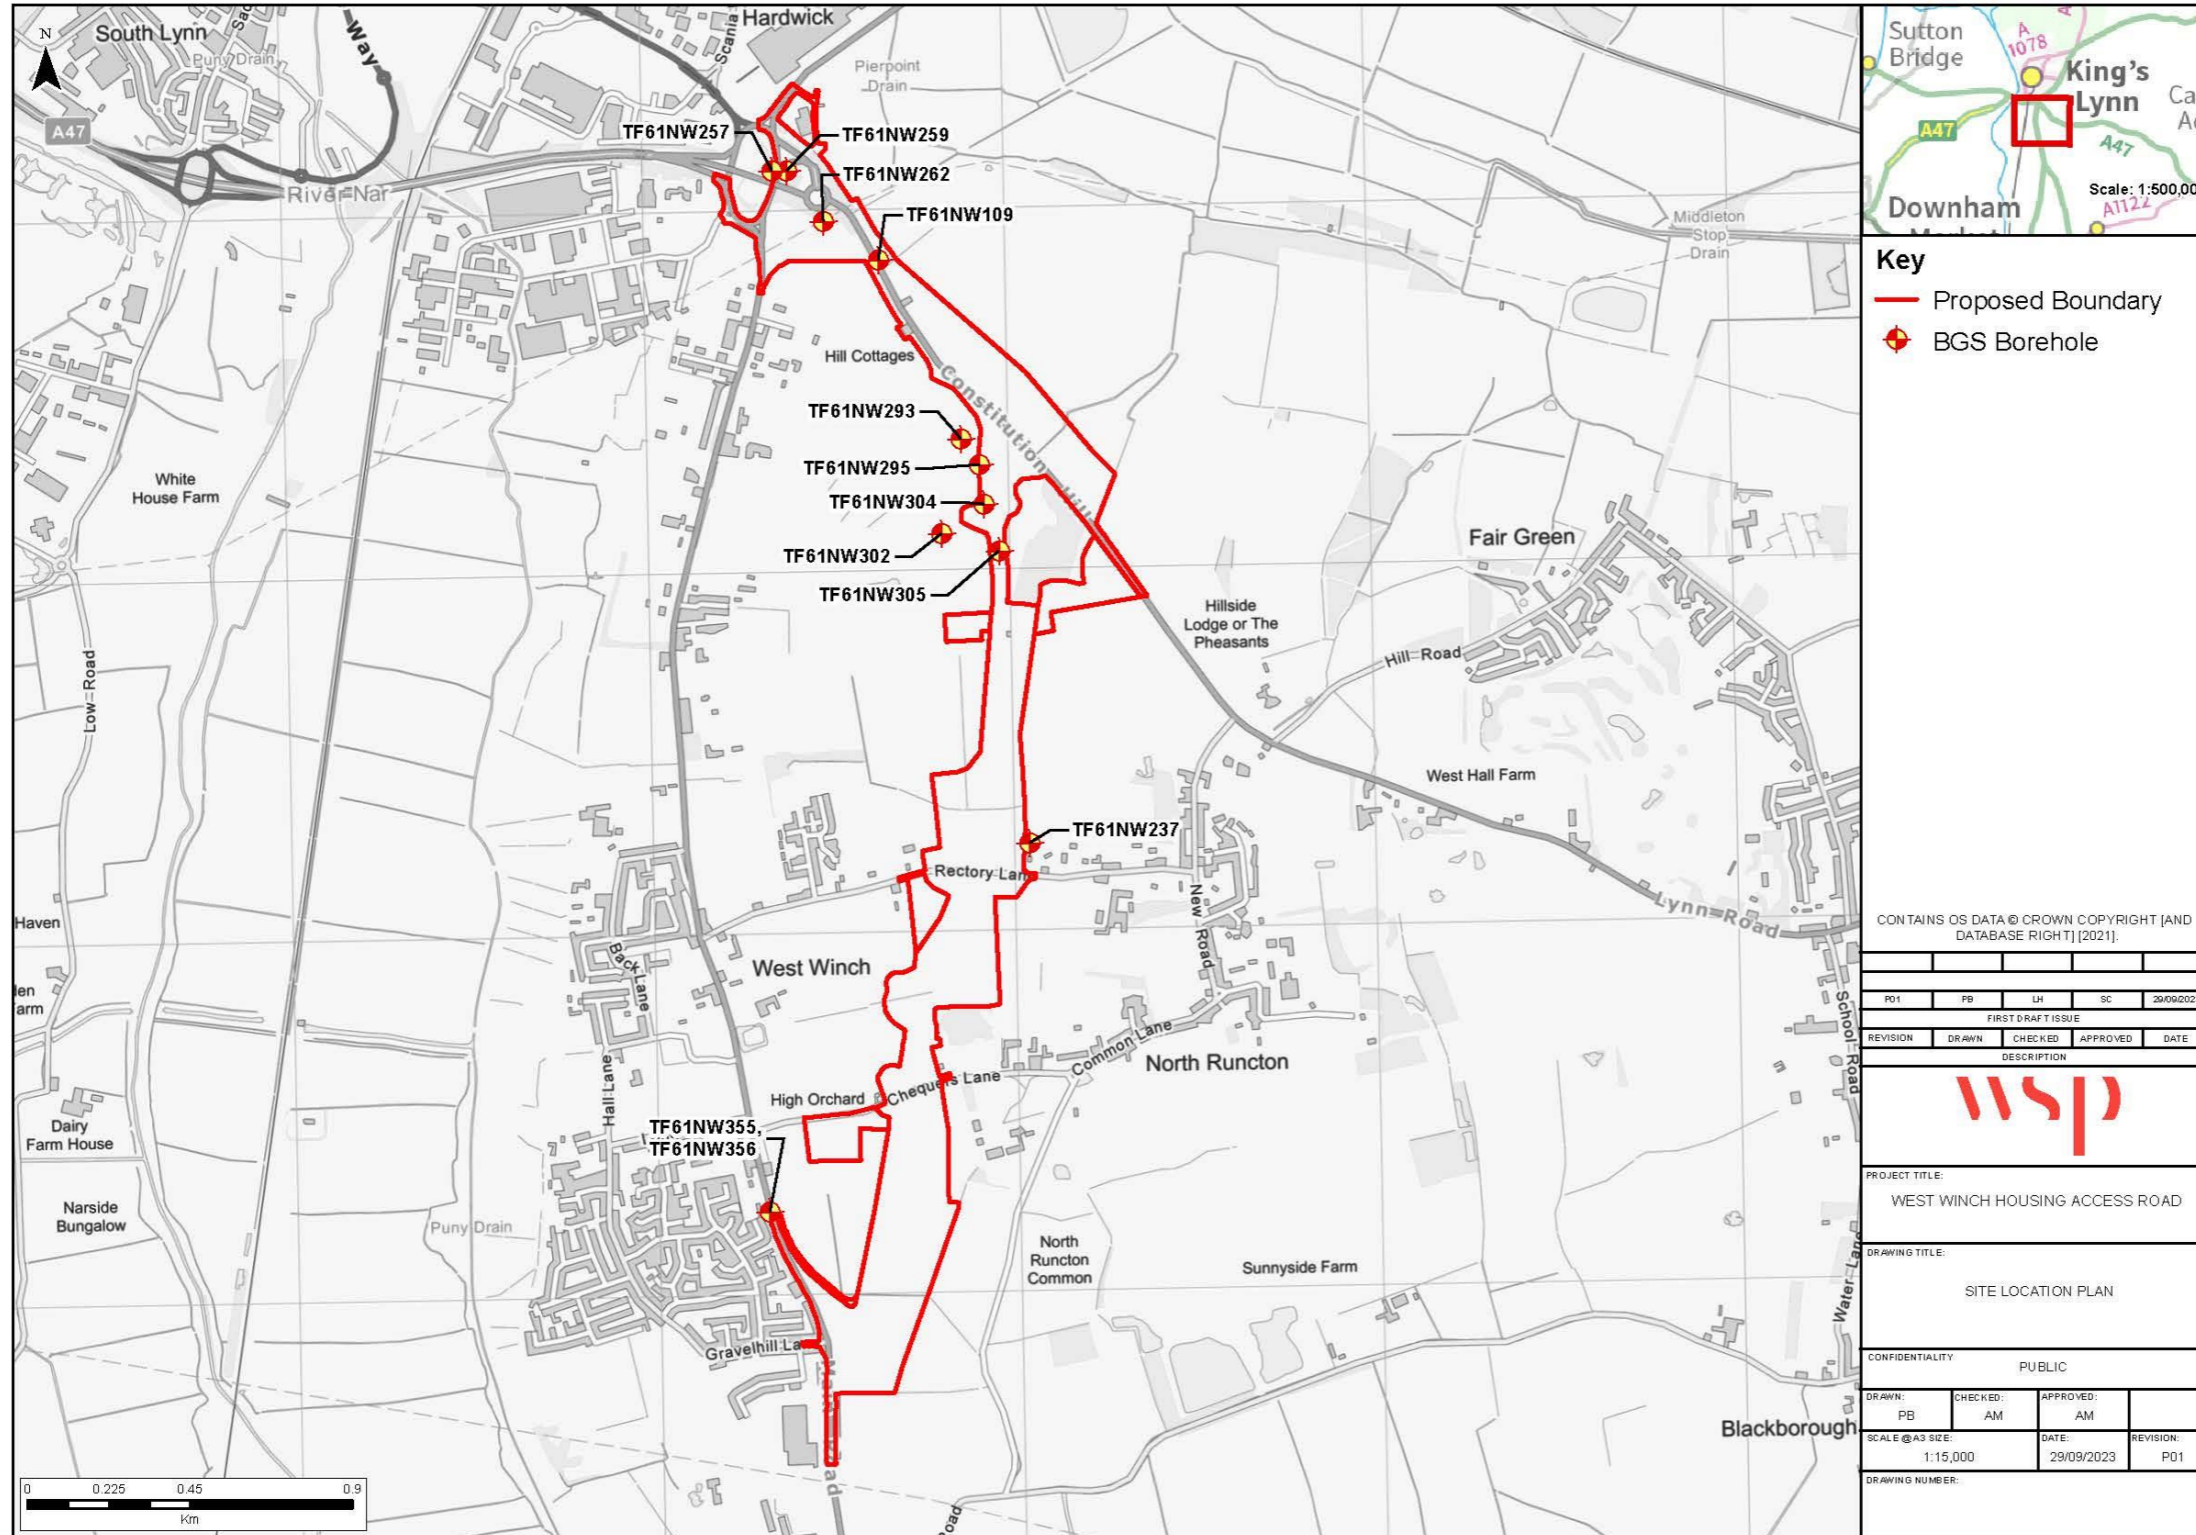 N
South Lynn
Puny Drain
Way
Scania
Hardwick
Pierpoint
Drain
A47
River Nar
TF61NW257
TF61NW259
TF61NW262
TF61NW109
Middleton
Stop
Drain
Hill Cottages
Constitution Hill
TF61NW293
TF61NW295
TF61NW304
TF61NW302
TF61NW305
White
House Farm
Fair Green
Hillside
Lodge or The
Pheasants
Hill Road
Low Road
West Hall Farm
TF61NW237
Rectory Lan
New Road
Lynn Road
Haven
Back Lane
West Winch
School Road
Common Lane
North Runcton
Hall Lane
High Orchard
Chequers Lane
Dairy
Farm House
TF61NW355,
TF61NW356
Narside
Bungalow
Puny Drain
North
Runcton
Common
Sunnyside Farm
Water Lane
Gravelhill La
Blackborough
0 0.225 0.45 0.9
Km
Sutton
Bridge
A
1078
King's
Lynn
A47
A47
Scale: 1:500,00
A1122
Downham
Market
Key
Proposed Boundary
BGS Borehole
CONTAINS OS DATA © CROWN COPYRIGHT [AND
DATABASE RIGHT] [2021].
P01 PB LH SC 29/09/202
FIRST DRAFT ISSUE
REVISION DRAWN CHECKED APPROVED DATE
DESCRIPTION
wsp
PROJECT TITLE:
WEST WINCH HOUSING ACCESS ROAD
DRAWING TITLE:
SITE LOCATION PLAN
CONFIDENTIALITY
PUBLIC
DRAWN: CHECKED: APPROVED:
PB AM AM
SCALE @ A3 SIZE: DATE: REVISION:
1:15,000 29/09/2023 P01
DRAWING NUMBER: